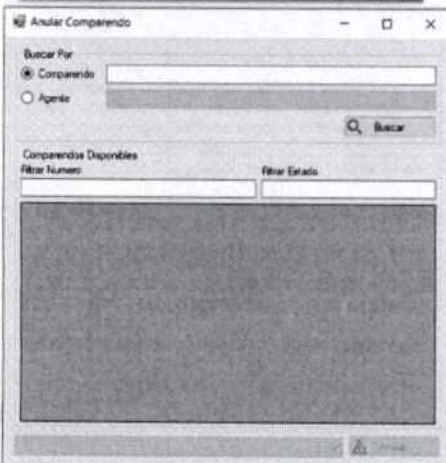 Anular Comparendo
Buscar Por
Comparendo
Agente
Buscar
Comparendos Disponibles
Filtrar Numero
Filtrar Estado